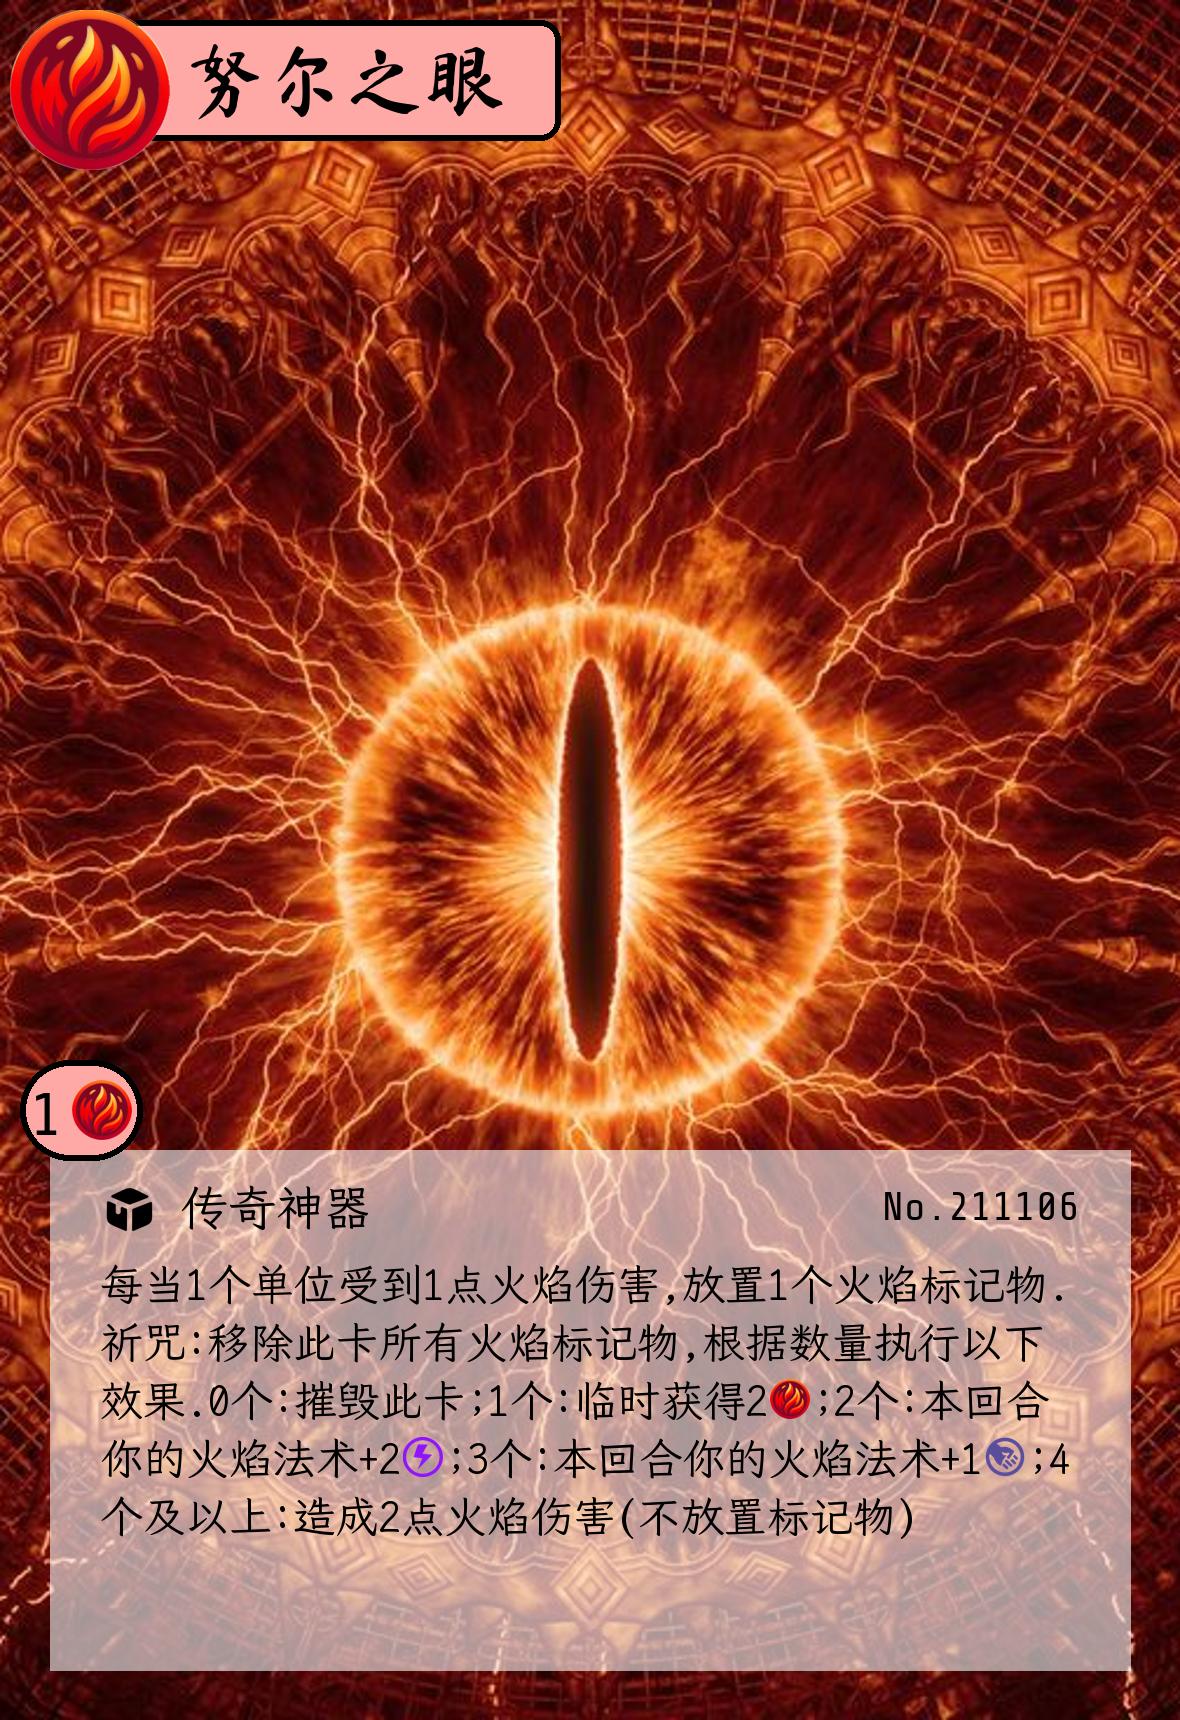 努尔之眼
1
传奇神器 No.211106
每当1个单位受到1点火焰伤害,放置1个火焰标记物.
祈咒:移除此卡所有火焰标记物,根据数量执行以下
效果.0个:摧毁此卡;1个:临时获得2;2个:本回合
你的火焰法术+2;3个:本回合你的火焰法术+1;4
个及以上:造成2点火焰伤害(不放置标记物)